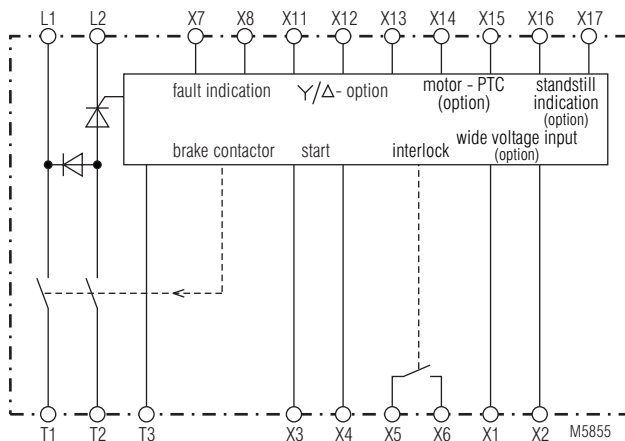 L1 L2 X7 X8 X11 X12 X13 X14 X15 X16 X17
fault indication
Y/Δ- option
motor - PTC
(option)
standstill
indication
(option)
brake contactor
start
interlock
wide voltage input
(option)
T1 T2 T3 X3 X4 X5 X6 X1 X2 M5855